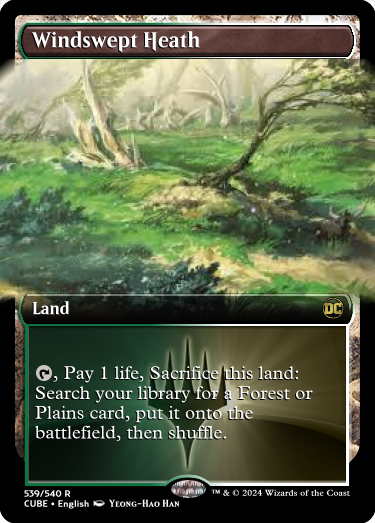 Windswept Heath
Land
DC
, Pay 1 life, Sacrifice this land:
Search your library for a Forest or
Plains card, put it onto the
battlefield, then shuffle.
539/540 R
™ & © 2024 Wizards of the Coast
CUBE • English Yeong-Hao Han